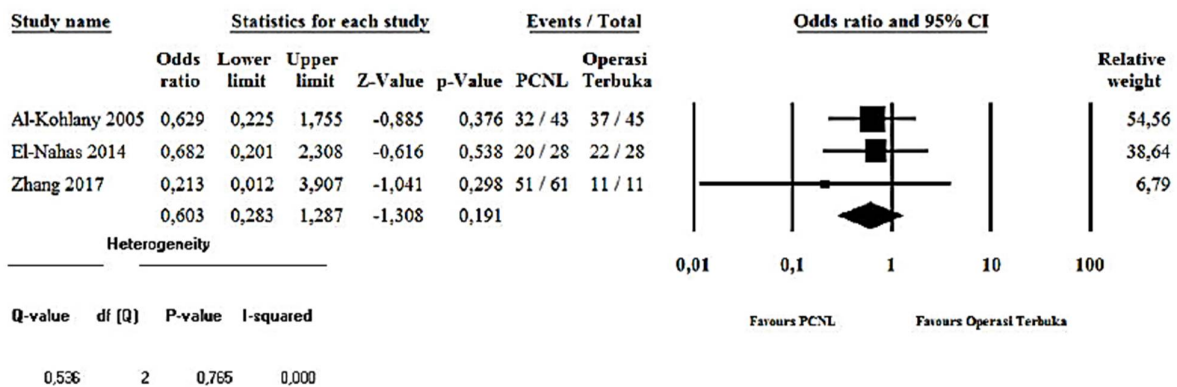 Study name Statistics for each study Events / Total Odds ratio and 95% CI
Odds ratio Lower limit Upper limit Z-Value p-Value PCNL Operasi Terbuka Relative weight
Al-Kohlany 2005 0,629 0,225 1,755 -0,885 0,376 32 / 43 37 / 45 54,56
El-Nahas 2014 0,682 0,201 2,308 -0,616 0,538 20 / 28 22 / 28 38,64
Zhang 2017 0,213 0,012 3,907 -1,041 0,298 51 / 61 11 / 11 6,79
0,603 0,283 1,287 -1,308 0,191
Heterogeneity
0,01 0,1 1 10 100
Q-value df (Q) P-value I-squared
Favours PCNL Favours Operasi Terbuka
0,536 2 0,765 0,000